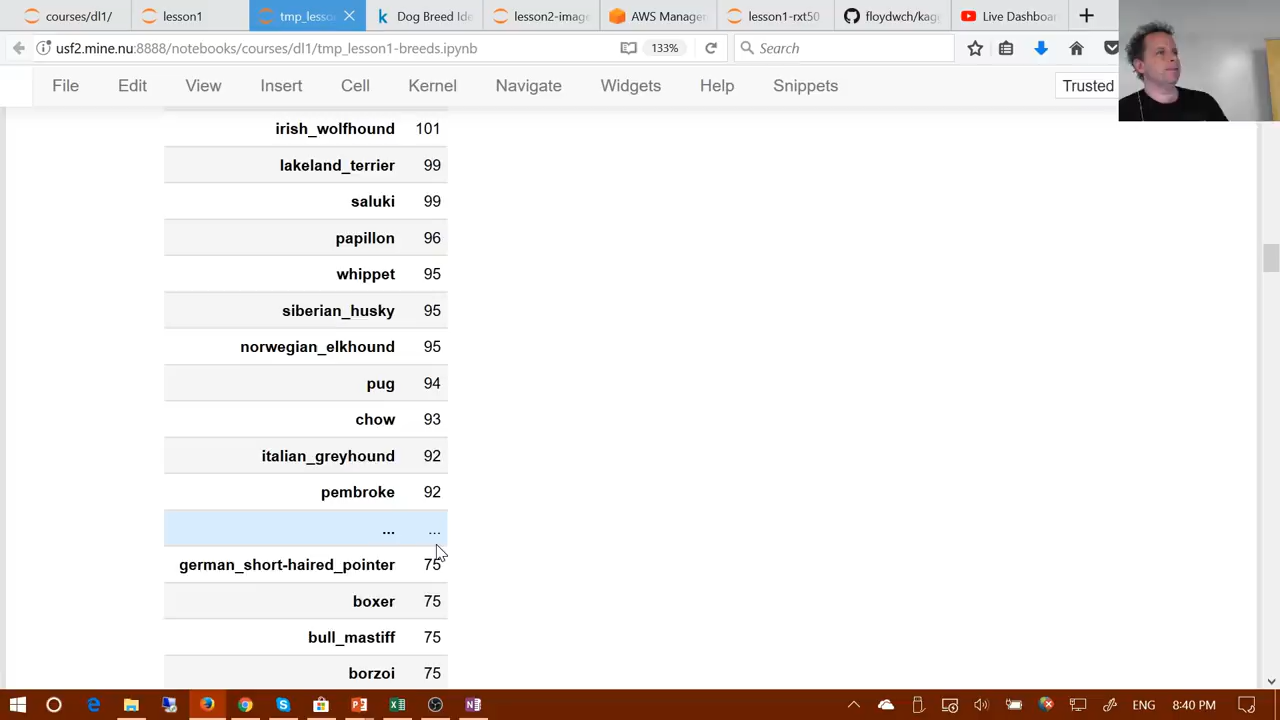 courses/dl1/ lesson1 tmp_lesso Dog Breed Ide lesson2-image AWS Manage lesson1-rxt50 floydwch/kagg Live Dashboa
usf2.mine.nu:8888/notebooks/courses/dl1/tmp_lesson1-breeds.ipynb 133% Search
File Edit View Insert Cell Kernel Navigate Widgets Help Snippets Trusted
irish_wolfhound 101
lakeland_terrier 99
saluki 99
papillon 96
whippet 95
siberian_husky 95
norwegian_elkhound 95
pug 94
chow 93
italian_greyhound 92
pembroke 92
... ...
german_short-haired_pointer 75
boxer 75
bull_mastiff 75
borzoi 75
ENG 8:40 PM